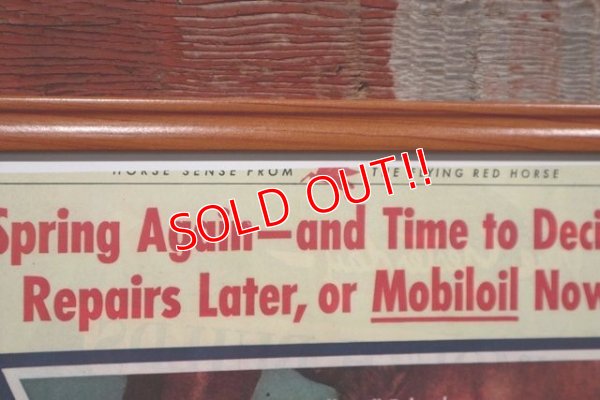 HORSE SENSE FROM THE FLYING RED HORSE
SOLD OUT!!
Spring Again—and Time to Deci
Repairs Later, or Mobiloil Now